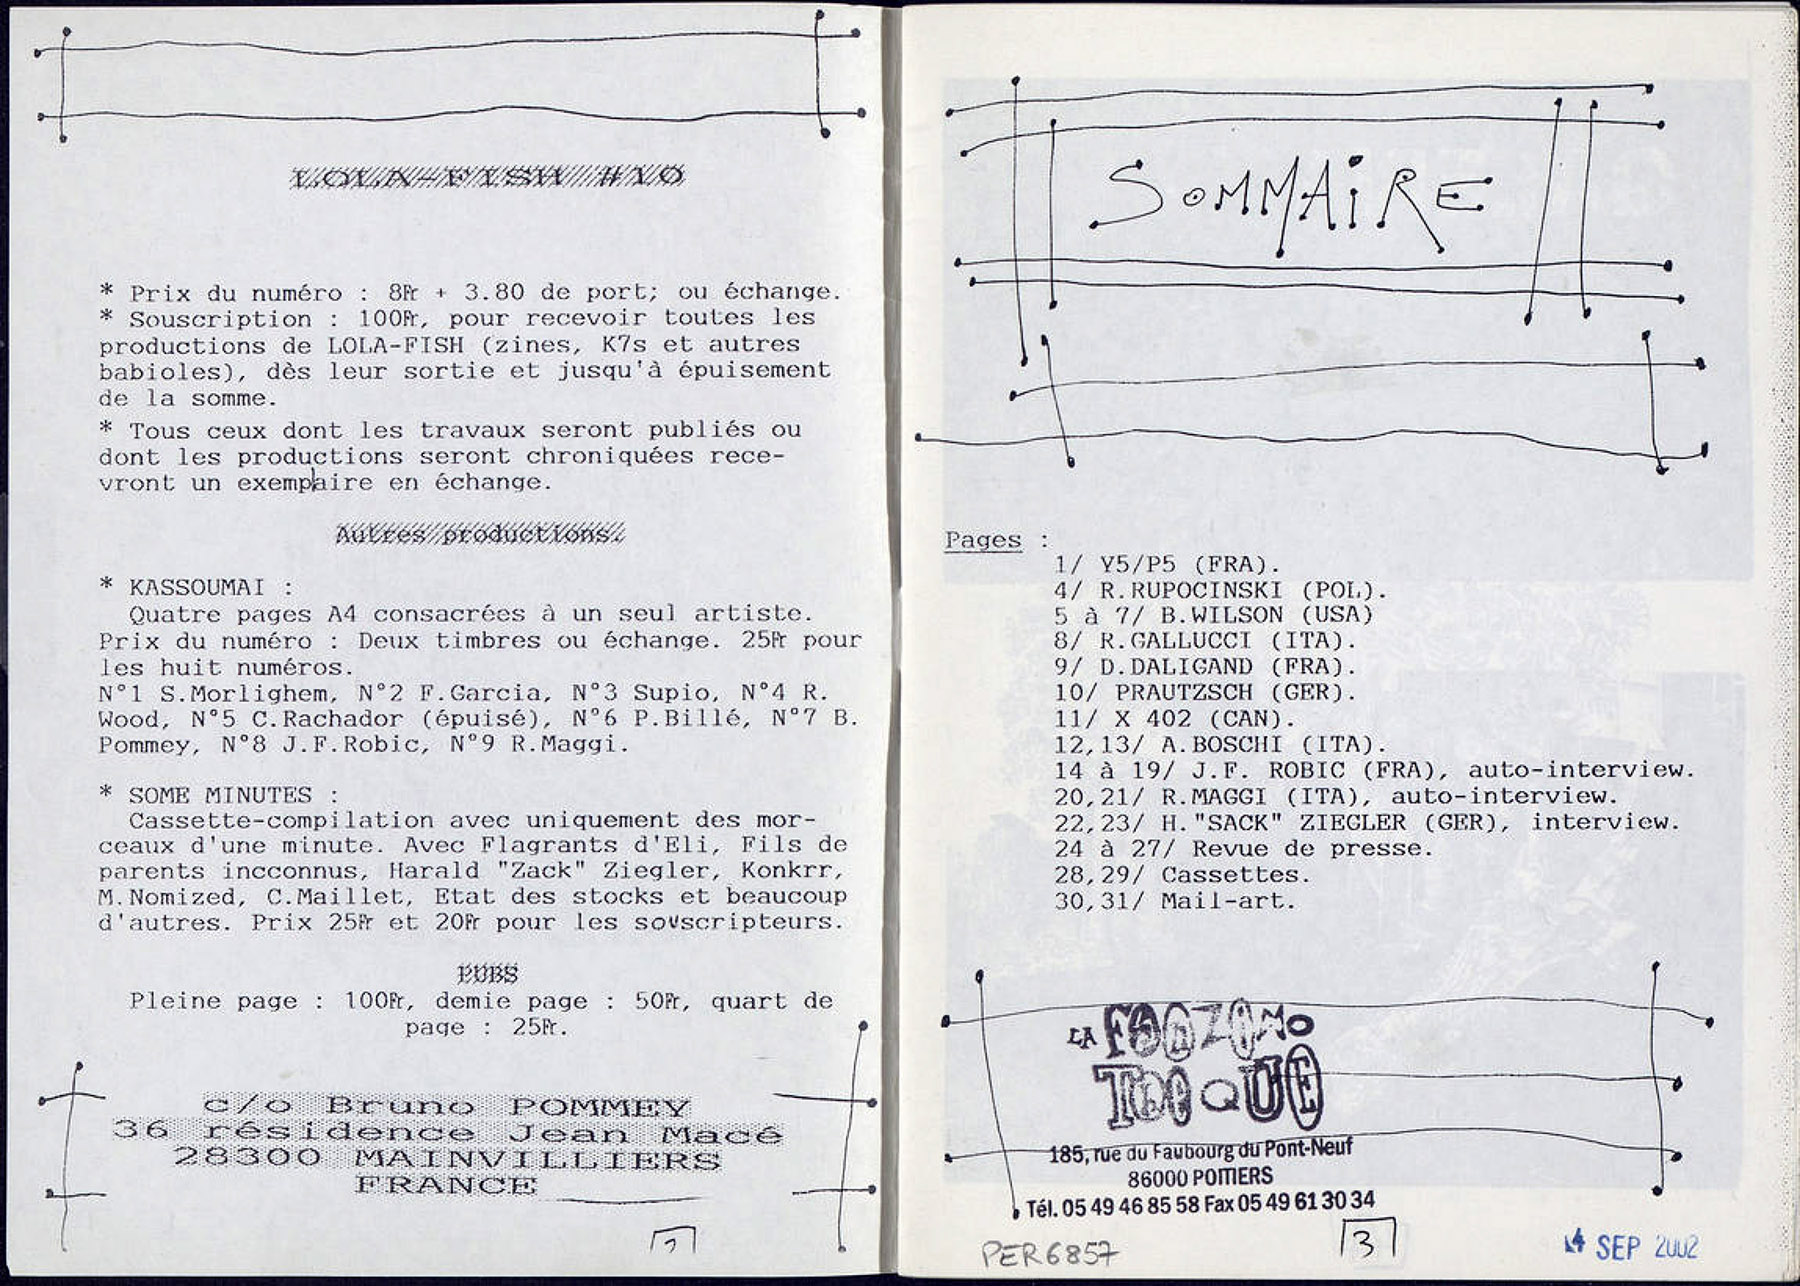 LOLA-FISH #10
* Prix du numéro : 8Fr + 3.80 de port; ou échange.
* Souscription : 100Fr, pour recevoir toutes les
productions de LOLA-FISH (zines, K7s et autres
babioles), dès leur sortie et jusqu'à épuisement
de la somme.
* Tous ceux dont les travaux seront publiés ou
dont les productions seront chroniquées rece-
vront un exemplaire en échange.
Autres productions.
* KASSOUMAI :
Quatre pages A4 consacrées à un seul artiste.
Prix du numéro : Deux timbres ou échange. 25Fr pour
les huit numéros.
N°1 S.Morlighem, N°2 F.Garcia, N°3 Supio, N°4 R.
Wood, N°5 C.Rachador (épuisé), N°6 P.Billé, N°7 B.
Pommey, N°8 J.F.Robic, N°9 R.Maggi.
* SOME MINUTES :
Cassette-compilation avec uniquement des mor-
ceaux d'une minute. Avec Flagrants d'Eli, Fils de
parents incconnus, Harald "Zack" Ziegler, Konkrr,
M.Nomized, C.Maillet, Etat des stocks et beaucoup
d'autres. Prix 25Fr et 20Fr pour les souscripteurs.
PUBS
Pleine page : 100Fr, demie page : 50Fr, quart de
page : 25Fr.
c/o Bruno POMMEY
36 résidence Jean Macé
28300 MAINVILLIERS
FRANCE
2
SOMMAiRE
Pages :
1/ Y5/P5 (FRA).
4/ R.RUPOCINSKI (POL).
5 à 7/ B.WILSON (USA)
8/ R.GALLUCCI (ITA).
9/ D.DALIGAND (FRA).
10/ PRAUTZSCH (GER).
11/ X 402 (CAN).
12,13/ A.BOSCHI (ITA).
14 à 19/ J.F. ROBIC (FRA), auto-interview.
20,21/ R.MAGGI (ITA), auto-interview.
22,23/ H."SACK" ZIEGLER (GER), interview.
24 à 27/ Revue de presse.
28,29/ Cassettes.
30,31/ Mail-art.
LA FANZINO
THEQUE
185, rue du Faubourg du Pont-Neuf
86000 POITIERS
Tél. 05 49 46 85 58 Fax 05 49 61 30 34
PER6857
3
SEP 2002